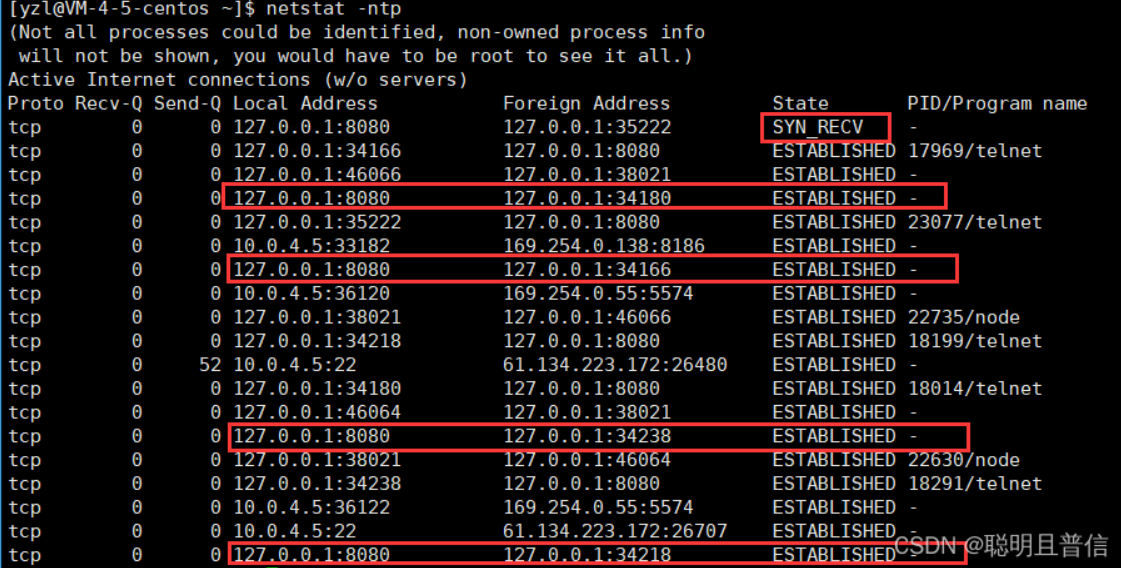 [yzl@VM-4-5-centos ~]$ netstat -ntp
(Not all processes could be identified, non-owned process info
will not be shown, you would have to be root to see it all.)
Active Internet connections (w/o servers)
Proto Recv-Q Send-Q Local Address Foreign Address State PID/Program name
tcp 0 0 127.0.0.1:8080 127.0.0.1:35222 SYN_RECV -
tcp 0 0 127.0.0.1:34166 127.0.0.1:8080 ESTABLISHED 17969/telnet
tcp 0 0 127.0.0.1:46066 127.0.0.1:38021 ESTABLISHED -
tcp 0 0 127.0.0.1:8080 127.0.0.1:34180 ESTABLISHED -
tcp 0 0 127.0.0.1:35222 127.0.0.1:8080 ESTABLISHED 23077/telnet
tcp 0 0 10.0.4.5:33182 169.254.0.138:8186 ESTABLISHED -
tcp 0 0 127.0.0.1:8080 127.0.0.1:34166 ESTABLISHED -
tcp 0 0 10.0.4.5:36120 169.254.0.55:5574 ESTABLISHED -
tcp 0 0 127.0.0.1:38021 127.0.0.1:46066 ESTABLISHED 22735/node
tcp 0 0 127.0.0.1:34218 127.0.0.1:8080 ESTABLISHED 18199/telnet
tcp 0 52 10.0.4.5:22 61.134.223.172:26480 ESTABLISHED -
tcp 0 0 127.0.0.1:34180 127.0.0.1:8080 ESTABLISHED 18014/telnet
tcp 0 0 127.0.0.1:46064 127.0.0.1:38021 ESTABLISHED -
tcp 0 0 127.0.0.1:8080 127.0.0.1:34238 ESTABLISHED -
tcp 0 0 127.0.0.1:38021 127.0.0.1:46064 ESTABLISHED 22630/node
tcp 0 0 127.0.0.1:34238 127.0.0.1:8080 ESTABLISHED 18291/telnet
tcp 0 0 10.0.4.5:36122 169.254.0.55:5574 ESTABLISHED -
tcp 0 0 10.0.4.5:22 61.134.223.172:26707 ESTABLISHED -
tcp 0 0 127.0.0.1:8080 127.0.0.1:34218 ESTABLISHED -
CSDN @聪明且普信